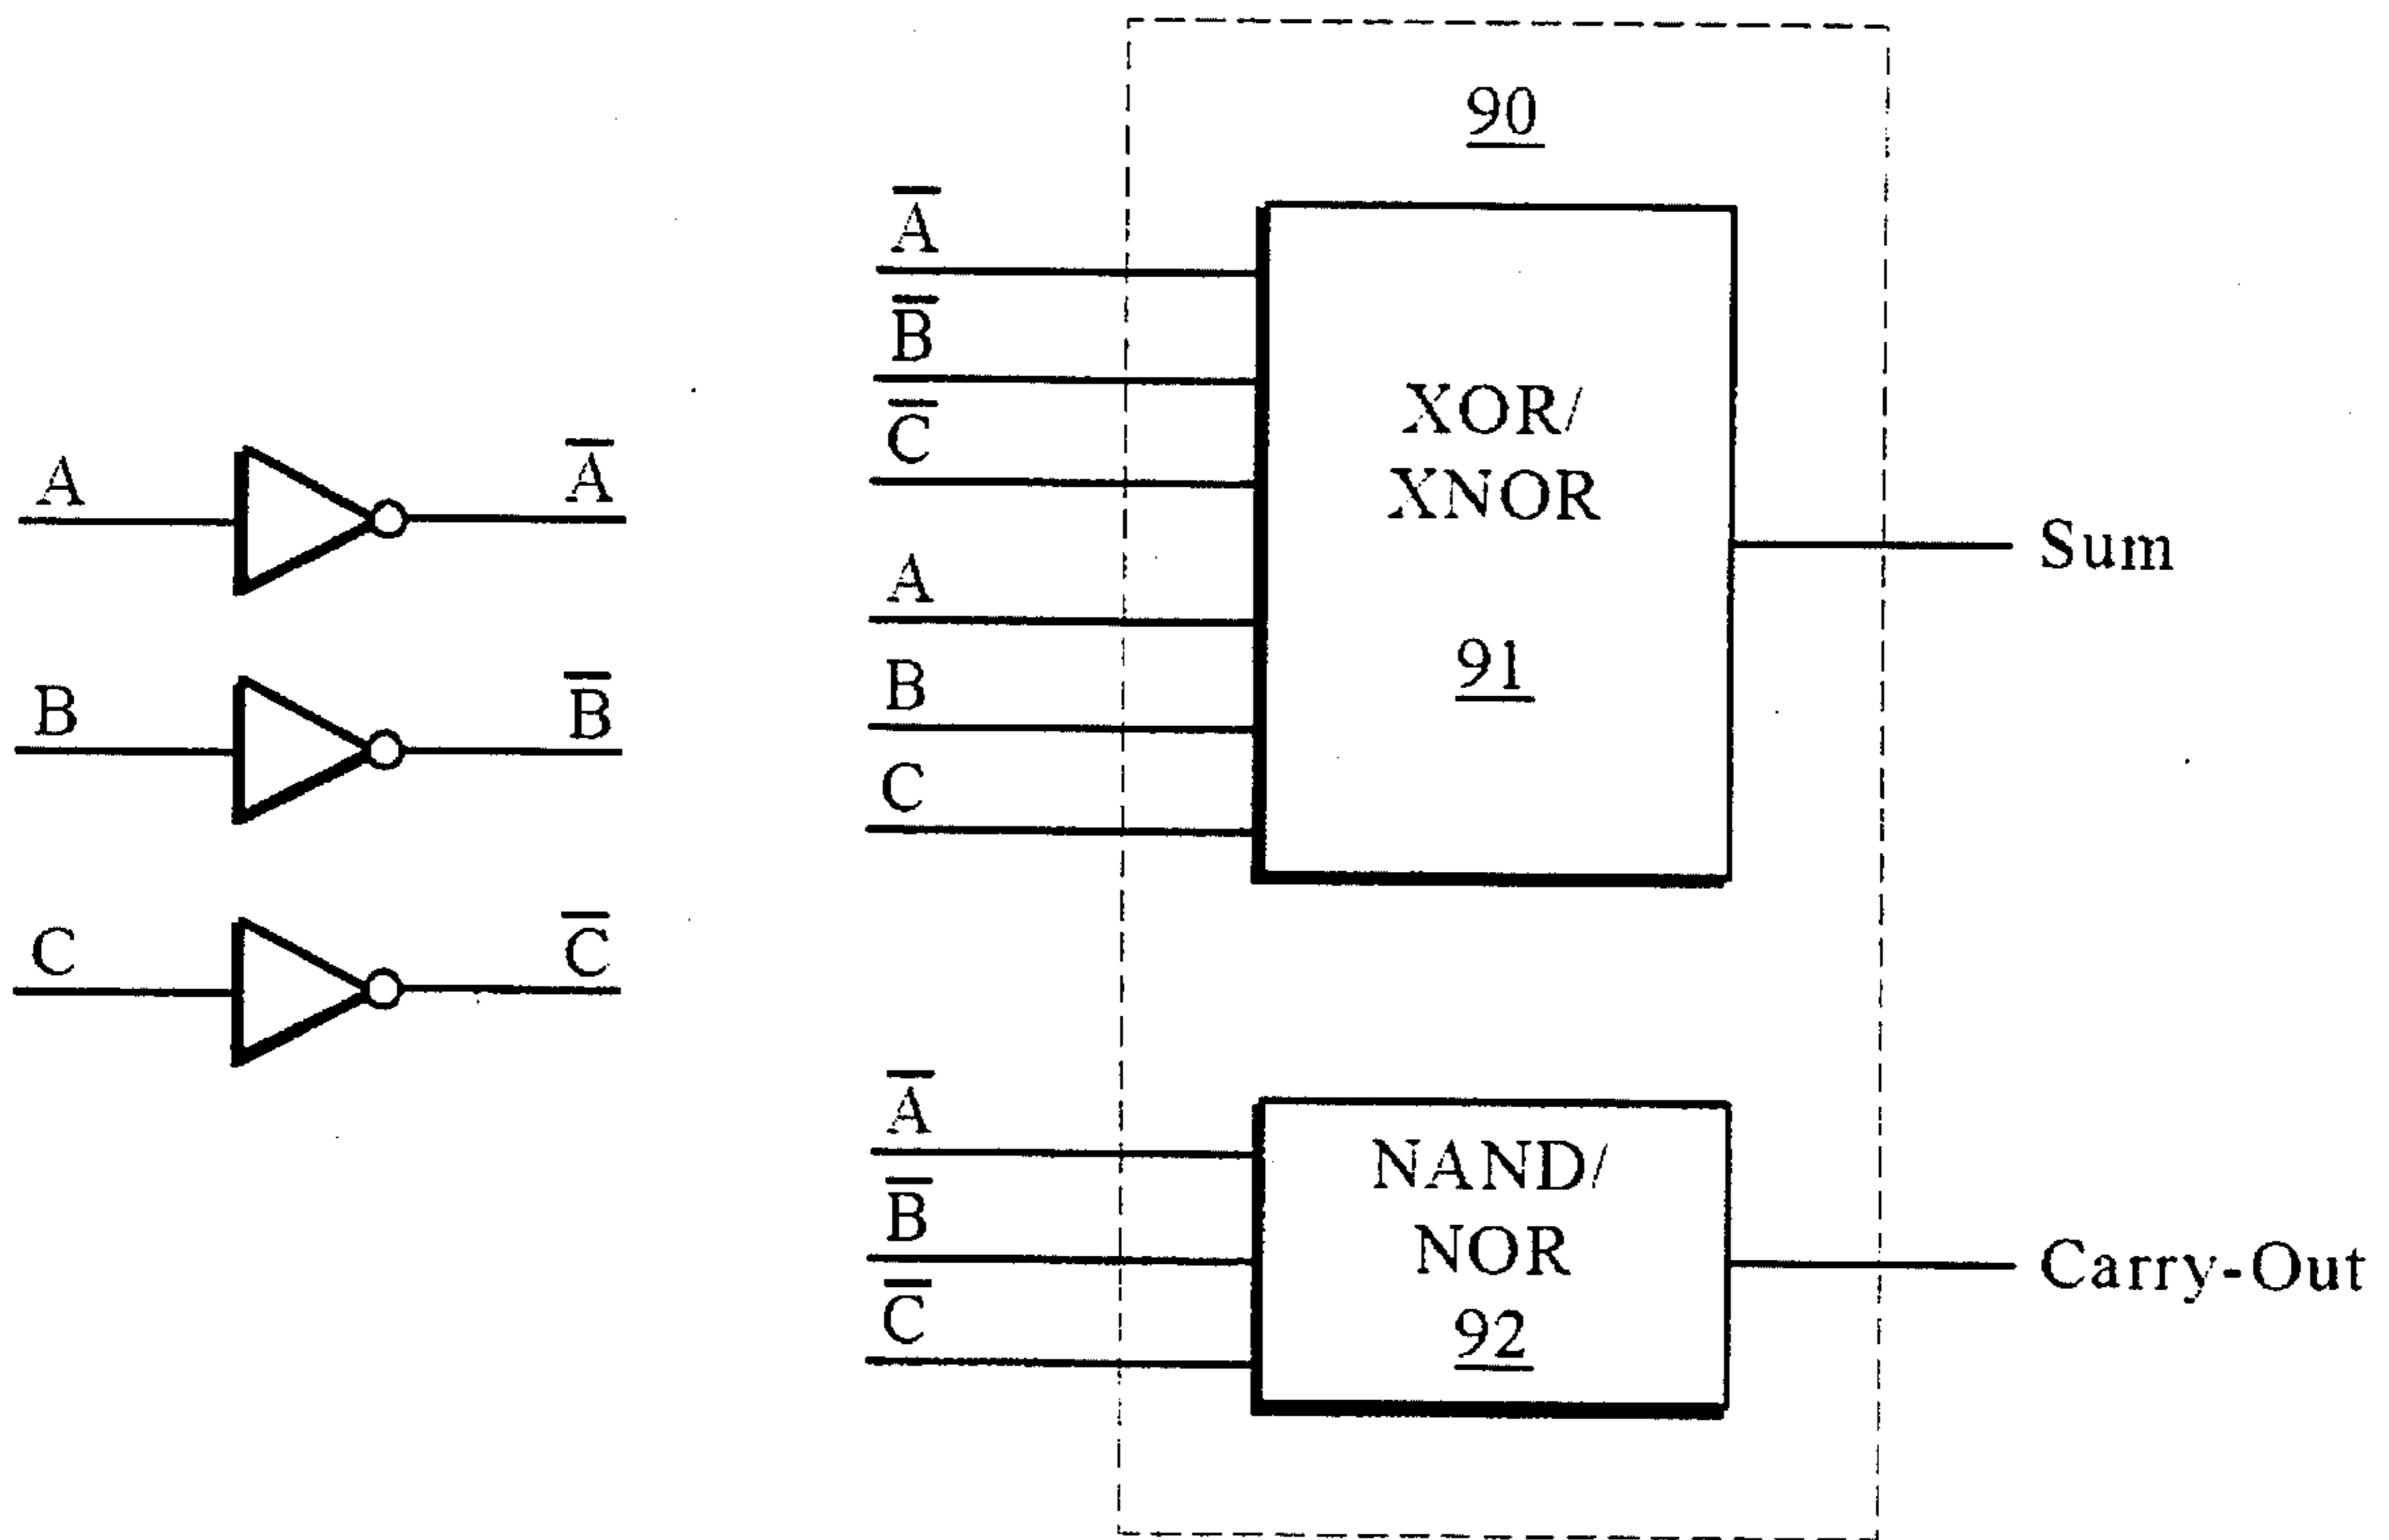 90
A̅
B̅
C̅
A
B
C
XOR/
XNOR
91
Sum
A
A̅
B
B̅
C
C̅
A̅
B̅
C̅
NAND/
NOR
92
Carry-Out